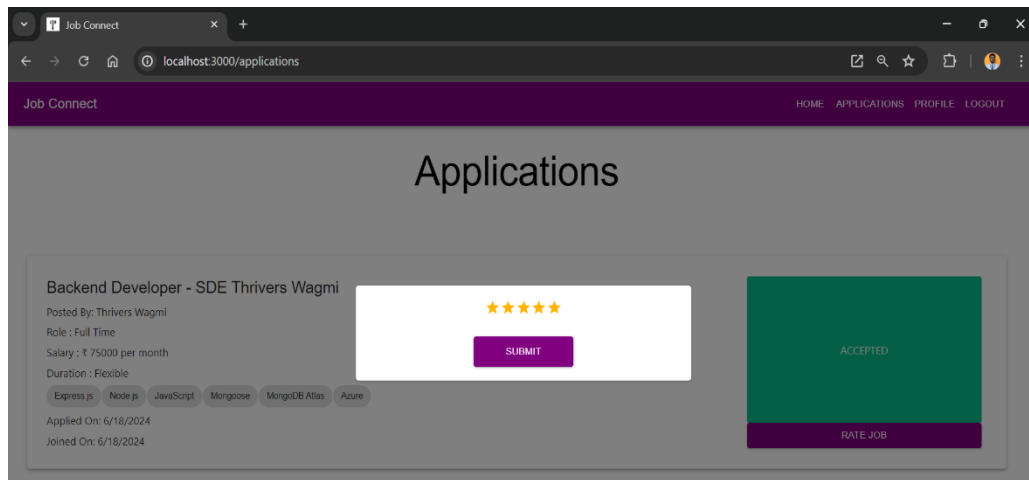 Job Connect
localhost:3000/applications
Job Connect
HOME APPLICATIONS PROFILE LOGOUT
Applications
Backend Developer - SDE Thrivers Wagmi
Posted By: Thrivers Wagmi
Role : Full Time
Salary : ₹ 75000 per month
Duration : Flexible
Express.js Node.js JavaScript Mongoose MongoDB Atlas Azure
Applied On: 6/18/2024
Joined On: 6/18/2024
SUBMIT
ACCEPTED
RATE JOB